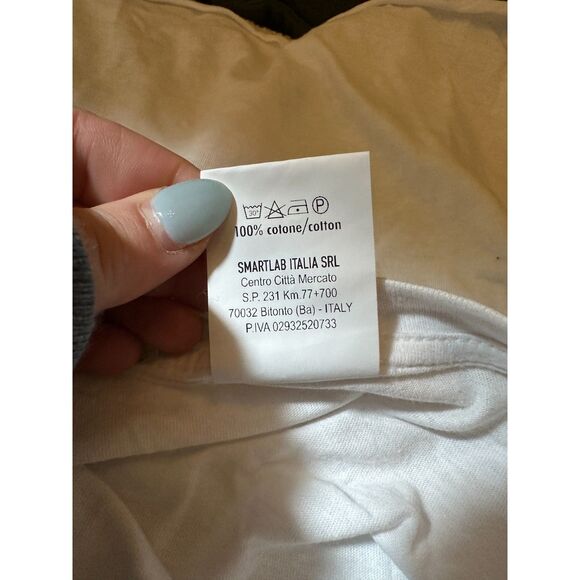 30° P
100% cotone/cotton
SMARTLAB ITALIA SRL
Centro Città Mercato
S.P. 231 Km.77+700
70032 Bitonto (Ba) - ITALY
P.IVA 02932520733